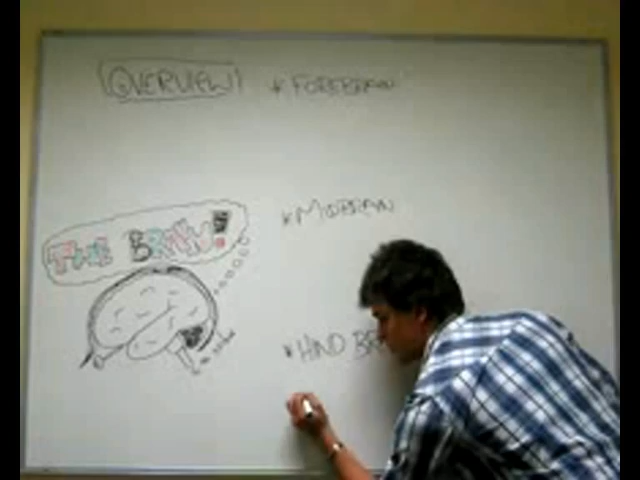 OVERVIEW
* FOREBRAIN
THE BRAIN!
* MIDBRAIN
* HIND BR